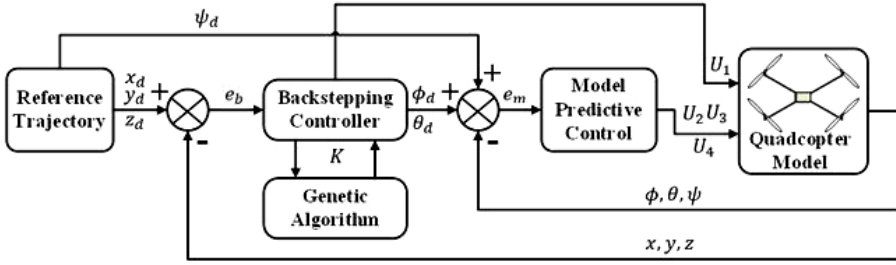 ψ_d
x_d
y_d
z_d
+
-
Reference
Trajectory
e_b
Backstepping
Controller
K
Genetic
Algorithm
ϕ_d
θ_d
+
+
-
e_m
Model
Predictive
Control
U_1
U_2 U_3
U_4
Quadcopter
Model
ϕ, θ, ψ
x, y, z